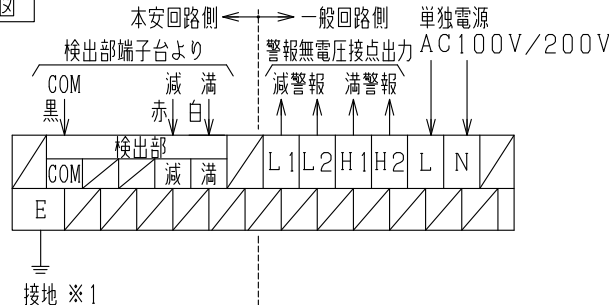 図
本安回路側 一般回路側 単独電源
検出部端子台より 警報無電圧接点出力 AC100V/200V
COM 減 満 減警報 満警報
黒 赤 白
検出部 L1 L2 H1 H2 L N
COM 減 満
E
接地 ※1